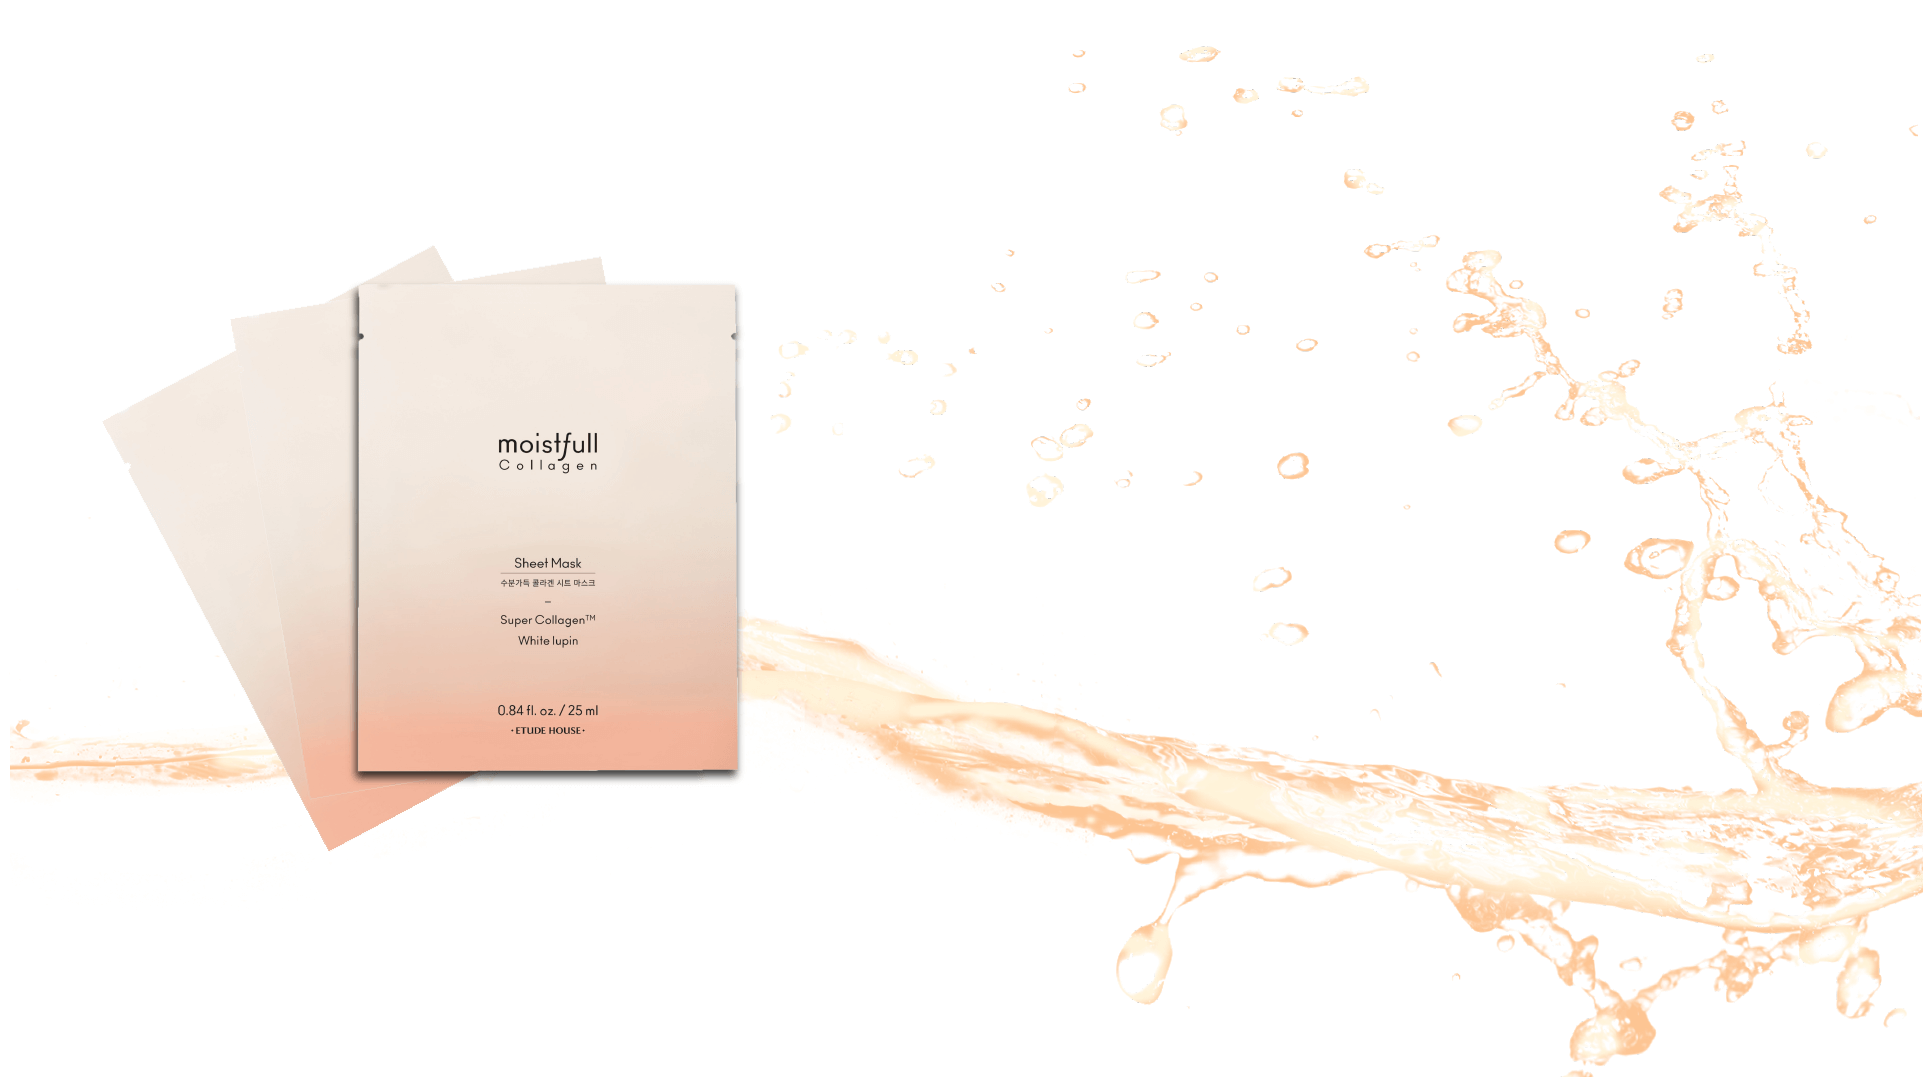 moistfull
Collagen
Sheet Mask
수분가득 콜라겐 시트 마스크
–
Super Collagen™
White lupin
0.84 fl. oz. / 25 ml
·ETUDE HOUSE·